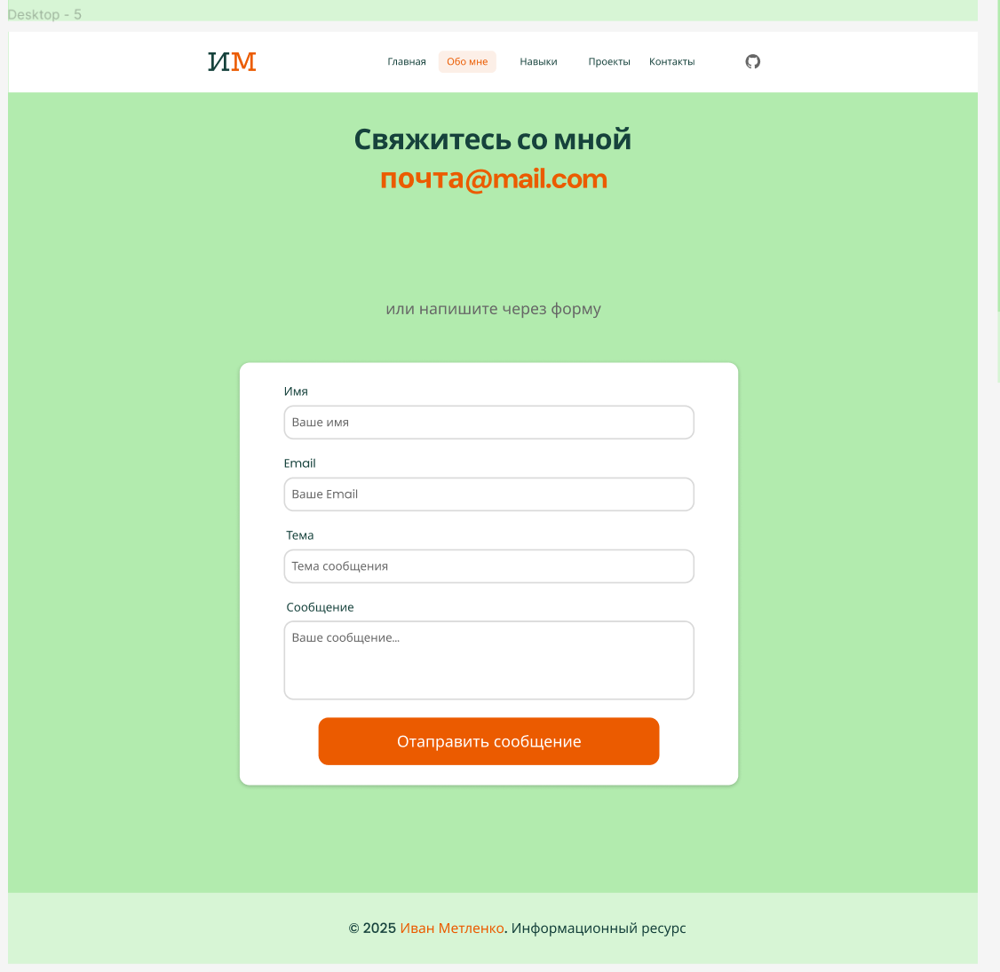 Desktop - 5
ИМ Главная Обо мне Навыки Проекты Контакты
Свяжитесь со мной
почта@mail.com
или напишите через форму
Имя
Ваше имя
Email
Ваше Email
Тема
Тема сообщения
Сообщение
Ваше сообщение...
Отаправить сообщение
© 2025 Иван Метленко. Информационный ресурс